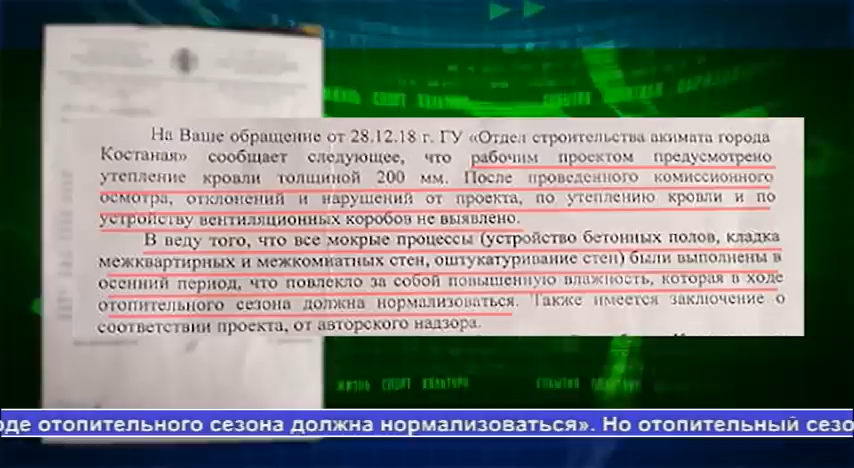 На Ваше обращение от 28.12.18 г. ГУ «Отдел строительства акимата города
Костаная» сообщает следующее, что рабочим проектом предусмотрено
утепление кровли толщиной 200 мм. После проведенного комиссионного
осмотра, отклонений и нарушений от проекта, по утеплению кровли и по
устройству вентиляционных коробов не выявлено.
В веду того, что все мокрые процессы (устройство бетонных полов, кладка
межквартирных и межкомнатных стен, оштукатуривание стен) были выполнены в
осенний период, что повлекло за собой повышенную влажность, которая в ходе
отопительного сезона должна нормализоваться. Также имеется заключение о
соответствии проекта, от авторского надзора.
ЖИЗНЬ СПОРТ КУЛЬТУРА
СОБЫТИЯ
оде отопительного сезона должна нормализоваться». Но отопительный сезо